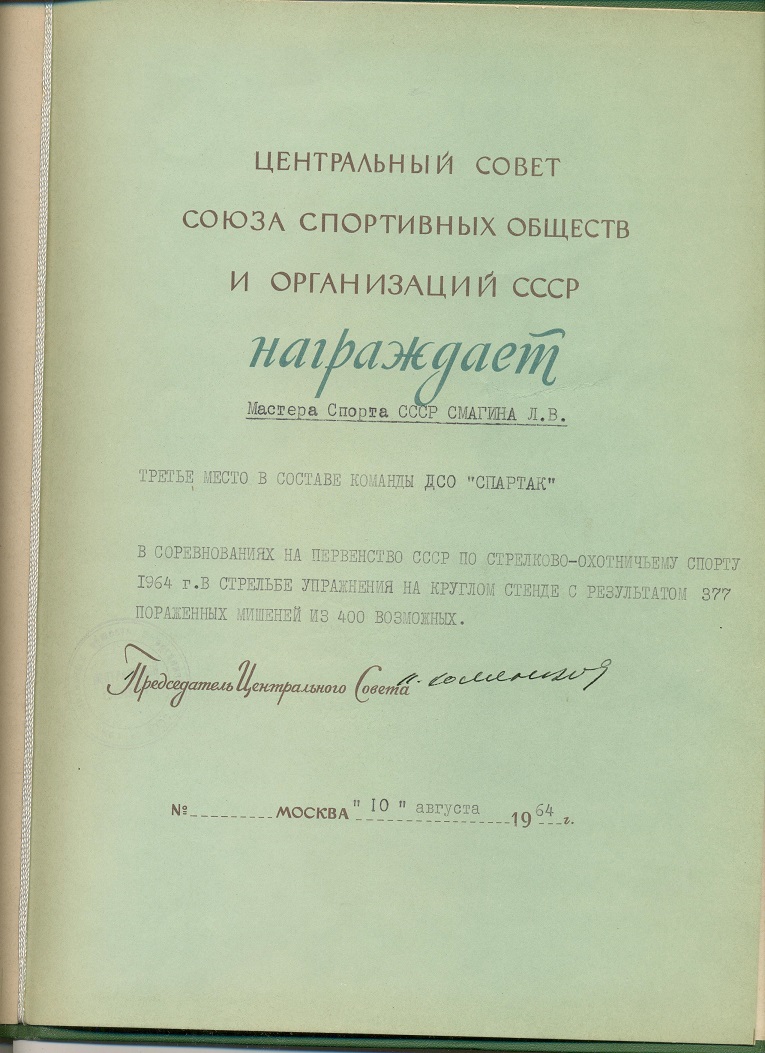 ЦЕНТРАЛЬНЫЙ СОВЕТ
СОЮЗА СПОРТИВНЫХ ОБЩЕСТВ
И ОРГАНИЗАЦИЙ СССР
награждает
Мастера Спорта СССР СМАГИНА Л.В.
ТРЕТЬЕ МЕСТО В СОСТАВЕ КОМАНДЫ ДСО "СПАРТАК"
В СОРЕВНОВАНИЯХ НА ПЕРВЕНСТВО СССР ПО СТРЕЛКОВО-ОХОТНИЧЬЕМУ СПОРТУ
I964 г.В СТРЕЛЬБЕ УПРАЖНЕНИЯ НА КРУГЛОМ СТЕНДЕ С РЕЗУЛЬТАТОМ 377
ПОРАЖЕННЫХ МИШЕНЕЙ ИЗ 400 ВОЗМОЖНЫХ.
Председатель Центрального Совета
№ МОСКВА " I0 " августа 1964 г.